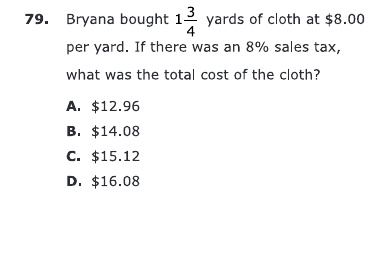 79. Bryana bought 1 3/4 yards of cloth at $8.00
per yard. If there was an 8% sales tax,
what was the total cost of the cloth?
A. $12.96
B. $14.08
C. $15.12
D. $16.08